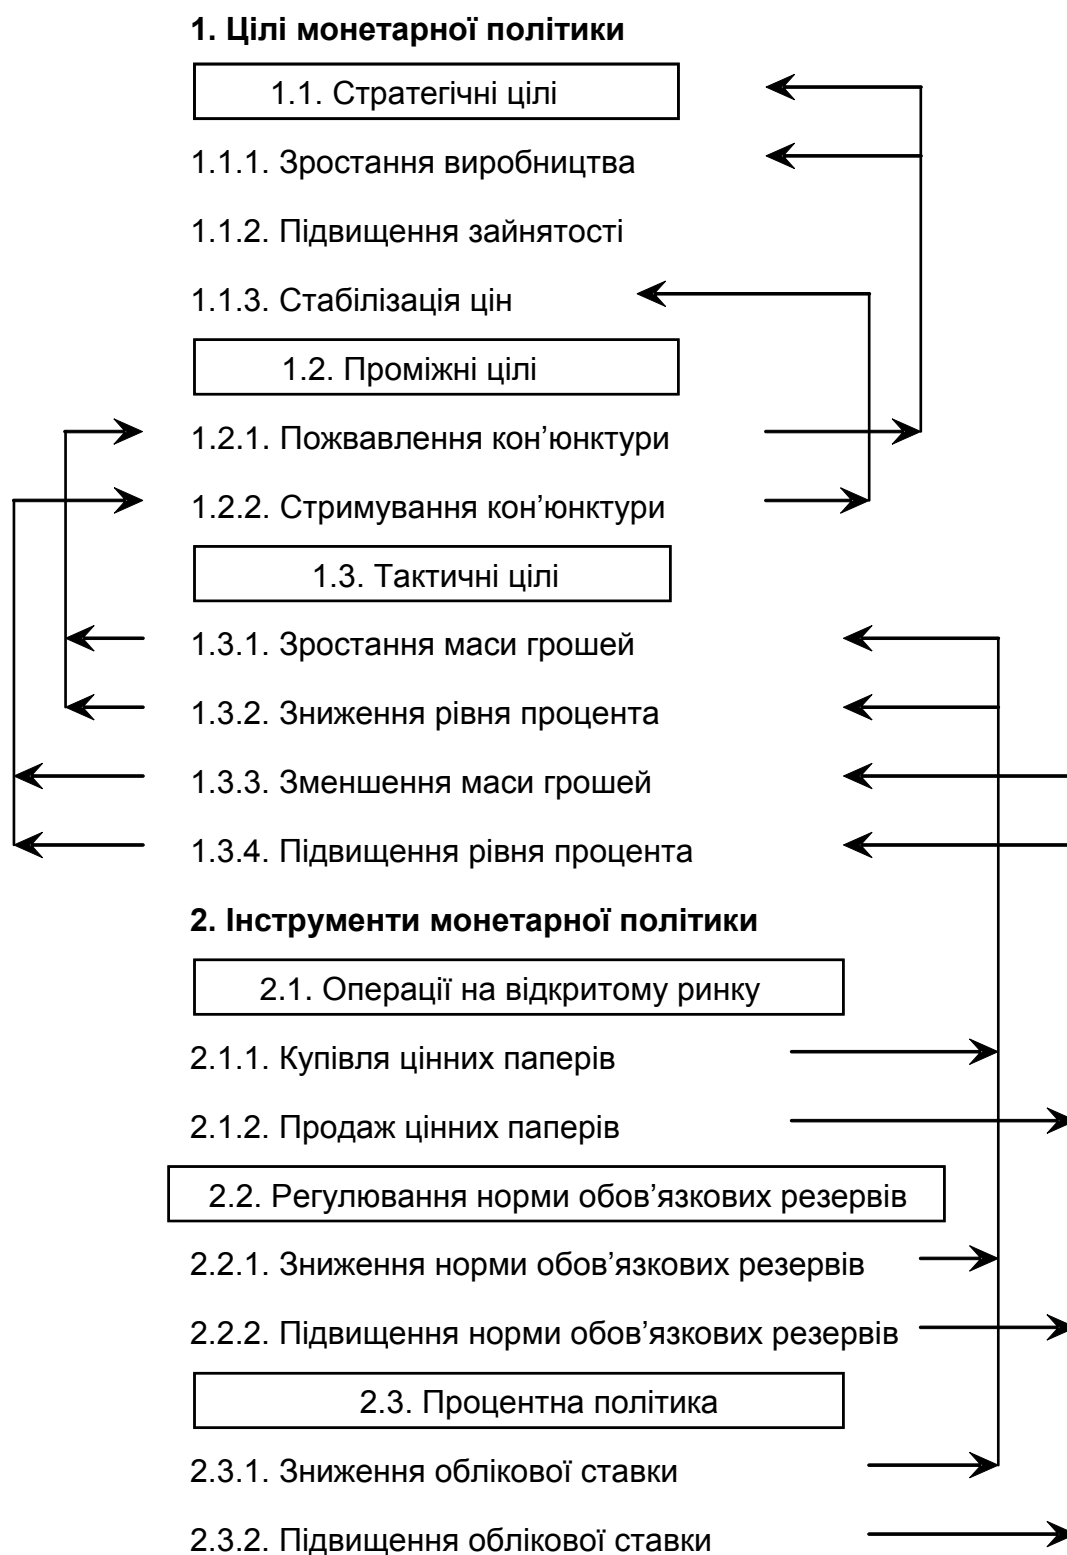 1. Цілі монетарної політики
1.1. Стратегічні цілі
1.1.1. Зростання виробництва
1.1.2. Підвищення зайнятості
1.1.3. Стабілізація цін
1.2. Проміжні цілі
1.2.1. Пожвавлення кон’юнктури
1.2.2. Стримування кон’юнктури
1.3. Тактичні цілі
1.3.1. Зростання маси грошей
1.3.2. Зниження рівня процента
1.3.3. Зменшення маси грошей
1.3.4. Підвищення рівня процента
2. Інструменти монетарної політики
2.1. Операції на відкритому ринку
2.1.1. Купівля цінних паперів
2.1.2. Продаж цінних паперів
2.2. Регулювання норми обов’язкових резервів
2.2.1. Зниження норми обов’язкових резервів
2.2.2. Підвищення норми обов’язкових резервів
2.3. Процентна політика
2.3.1. Зниження облікової ставки
2.3.2. Підвищення облікової ставки